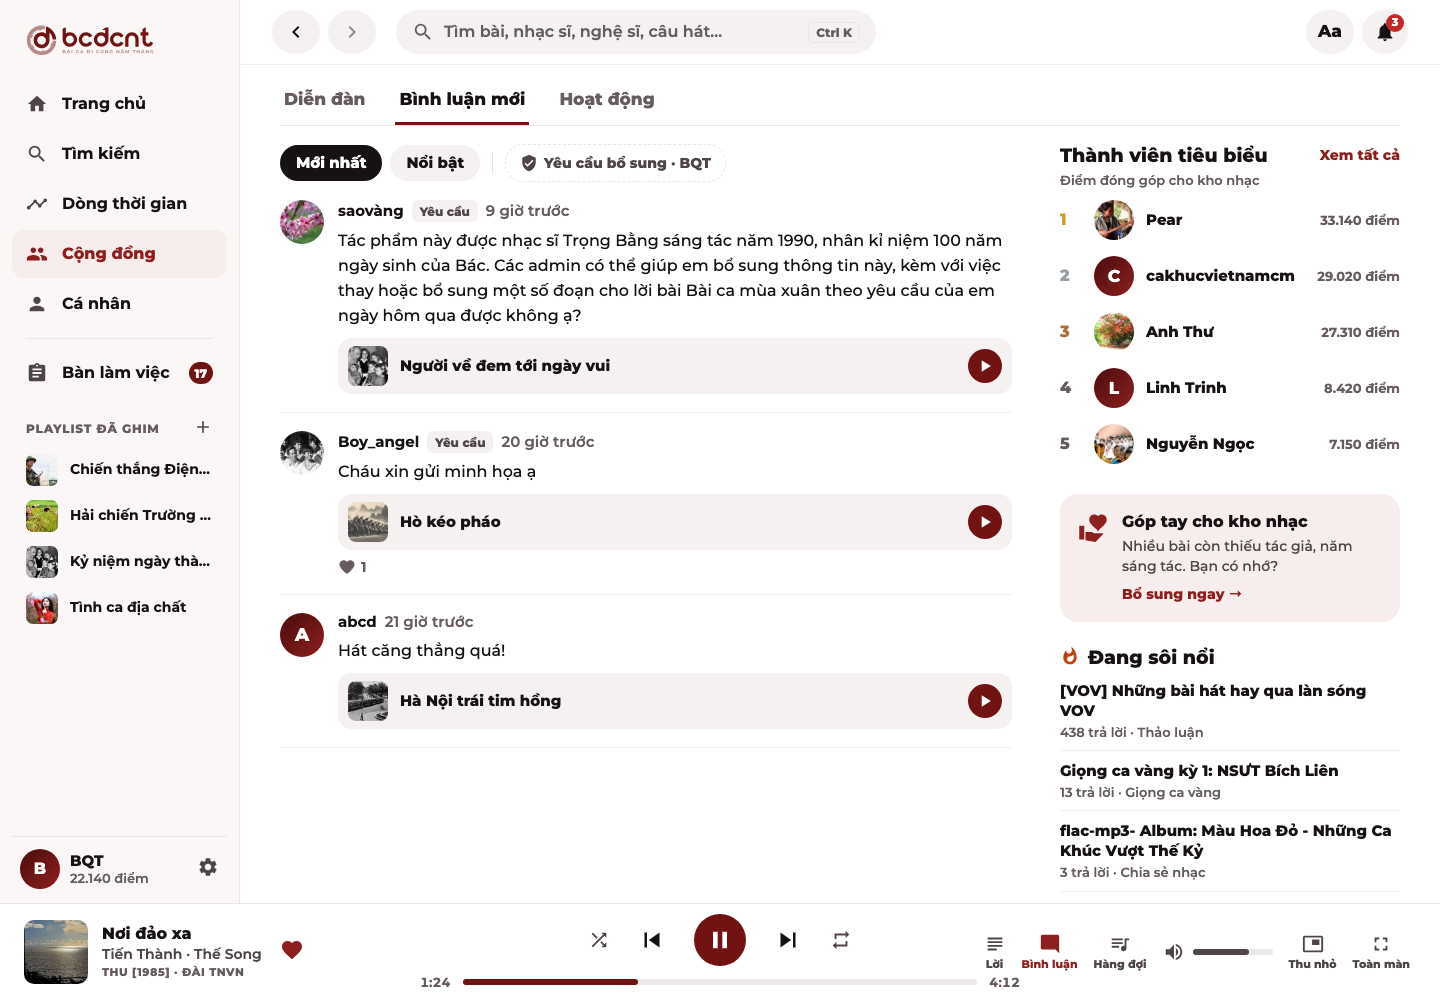 bcdcnt
BÀI CA ĐI CÙNG NĂM THÁNG
Trang chủ
Tìm kiếm
Dòng thời gian
Cộng đồng
Cá nhân
Bàn làm việc
17
PLAYLIST ĐÃ GHIM
Chiến thắng Điện...
Hải chiến Trường ...
Kỷ niệm ngày thà...
Tình ca địa chất
B
BQT
22.140 điểm
Tìm bài, nhạc sĩ, nghệ sĩ, câu hát...
Ctrl K
Aa
3
Diễn đàn
Bình luận mới
Hoạt động
Mới nhất
Nổi bật
Yêu cầu bổ sung · BQT
saovàng
Yêu cầu
9 giờ trước
Tác phẩm này được nhạc sĩ Trọng Bằng sáng tác năm 1990, nhân kỉ niệm 100 năm
ngày sinh của Bác. Các admin có thể giúp em bổ sung thông tin này, kèm với việc
thay hoặc bổ sung một số đoạn cho lời bài Bài ca mùa xuân theo yêu cầu của em
ngày hôm qua được không ạ?
Người về đem tới ngày vui
Boy_angel
Yêu cầu
20 giờ trước
Cháu xin gửi minh họa ạ
Hò kéo pháo
1
A
abcd
21 giờ trước
Hát căng thẳng quá!
Hà Nội trái tim hồng
Thành viên tiêu biểu
Xem tất cả
Điểm đóng góp cho kho nhạc
1
Pear
33.140 điểm
2
C
cakhucvietnamcm
29.020 điểm
3
Anh Thư
27.310 điểm
4
L
Linh Trinh
8.420 điểm
5
Nguyễn Ngọc
7.150 điểm
Góp tay cho kho nhạc
Nhiều bài còn thiếu tác giả, năm
sáng tác. Bạn có nhớ?
Bổ sung ngay →
Đang sôi nổi
[VOV] Những bài hát hay qua làn sóng
VOV
438 trả lời · Thảo luận
Giọng ca vàng kỳ 1: NSƯT Bích Liên
13 trả lời · Giọng ca vàng
flac-mp3- Album: Màu Hoa Đỏ - Những Ca
Khúc Vượt Thế Kỷ
3 trả lời · Chia sẻ nhạc
Nơi đảo xa
Tiến Thành · Thế Song
THU [1985] · ĐÀI TNVN
1:24
4:12
Lời
Bình luận
Hàng đợi
Thu nhỏ
Toàn màn